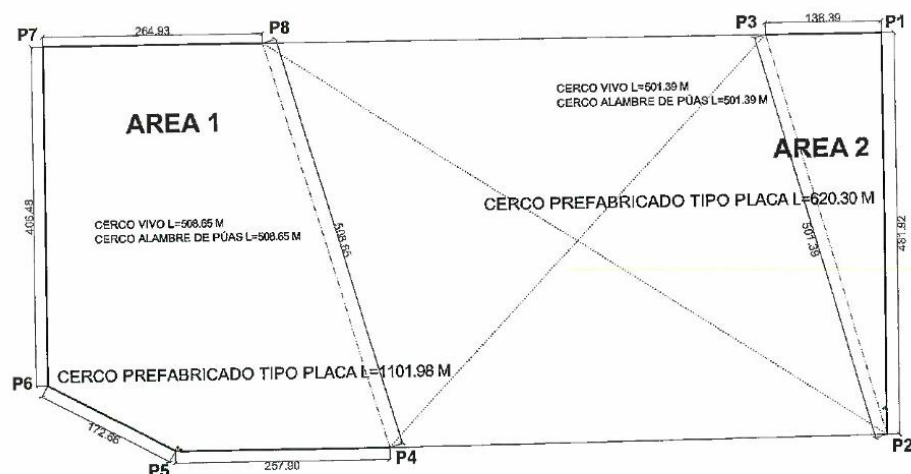 P7
264.93
P8
P3
138.39
P1
AREA 1
CERCO VIVO L=501.39 M
CERCO ALAMBRE DE PÚAS L=501.39 M
AREA 2
CERCO PREFABRICADO TIPO PLACA L=620.30 M
406.48
CERCO VIVO L=508.65 M
CERCO ALAMBRE DE PÚAS L=508.65 M
508.65
501.39
481.92
CERCO PREFABRICADO TIPO PLACA L=1101.98 M
P6
172.66
P5
257.90
P4
P2